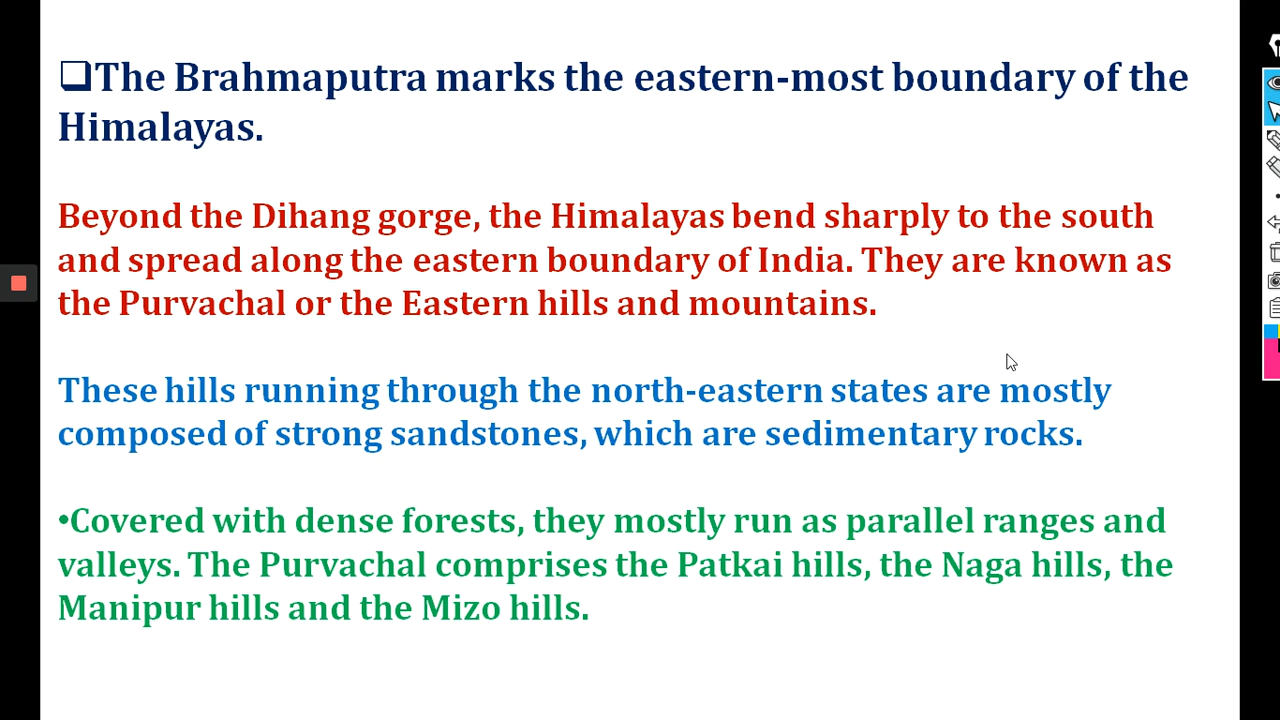 ❑The Brahmaputra marks the eastern-most boundary of the
Himalayas.
Beyond the Dihang gorge, the Himalayas bend sharply to the south
and spread along the eastern boundary of India. They are known as
the Purvachal or the Eastern hills and mountains.
These hills running through the north-eastern states are mostly
composed of strong sandstones, which are sedimentary rocks.
•Covered with dense forests, they mostly run as parallel ranges and
valleys. The Purvachal comprises the Patkai hills, the Naga hills, the
Manipur hills and the Mizo hills.